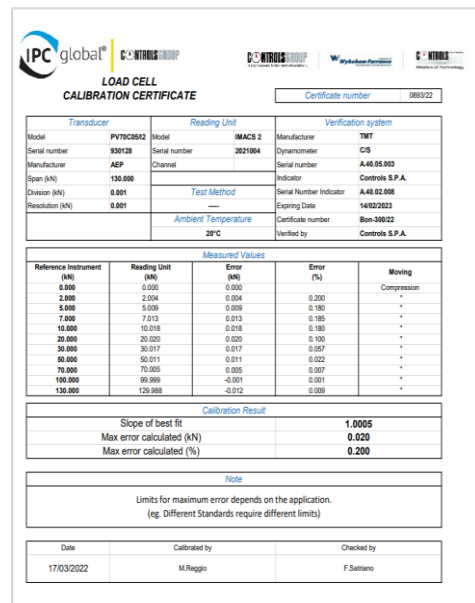 IPC global® CONTROLSGROUP CONTROLSGROUP Wykeham Farrance CONTROLS
LOAD CELL
CALIBRATION CERTIFICATE
Certificate number 0893/22
Transducer Reading Unit Verification system
Model PV70C05/I2 Model IMACS 2 Manufacturer TMT
Serial number 930128 Serial number 2021004 Dynamometer C/S
Manufacturer AEP Channel Serial number A.40.05.003
Span (kN) 130.000 Indicator Controls S.P.A.
Division (kN) 0.001 Test Method Serial Number Indicator A.40.02.008
Resolution (kN) 0.001 ---- Expiring Date 14/02/2023
Ambient Temperature Certificate number Bon-300/22
20°C Verified by Controls S.P.A.
Measured Values
Reference Instrument (kN) Reading Unit (kN) Error (kN) Error (%) Moving
0.000 0.000 0.000 Compression
2.000 2.004 0.004 0.200 "
5.000 5.009 0.009 0.180 "
7.000 7.013 0.013 0.185 "
10.000 10.018 0.018 0.180 "
20.000 20.020 0.020 0.100 "
30.000 30.017 0.017 0.057 "
50.000 50.011 0.011 0.022 "
70.000 70.005 0.005 0.007 "
100.000 99.999 -0.001 0.001 "
130.000 129.988 -0.012 0.009 "
Calibration Result
Slope of best fit 1.0005
Max error calculated (kN) 0.020
Max error calculated (%) 0.200
Note
Limits for maximum error depends on the application.
(eg. Different Standards require different limits)
Date Calibrated by Checked by
17/03/2022 M.Reggio F.Satriano